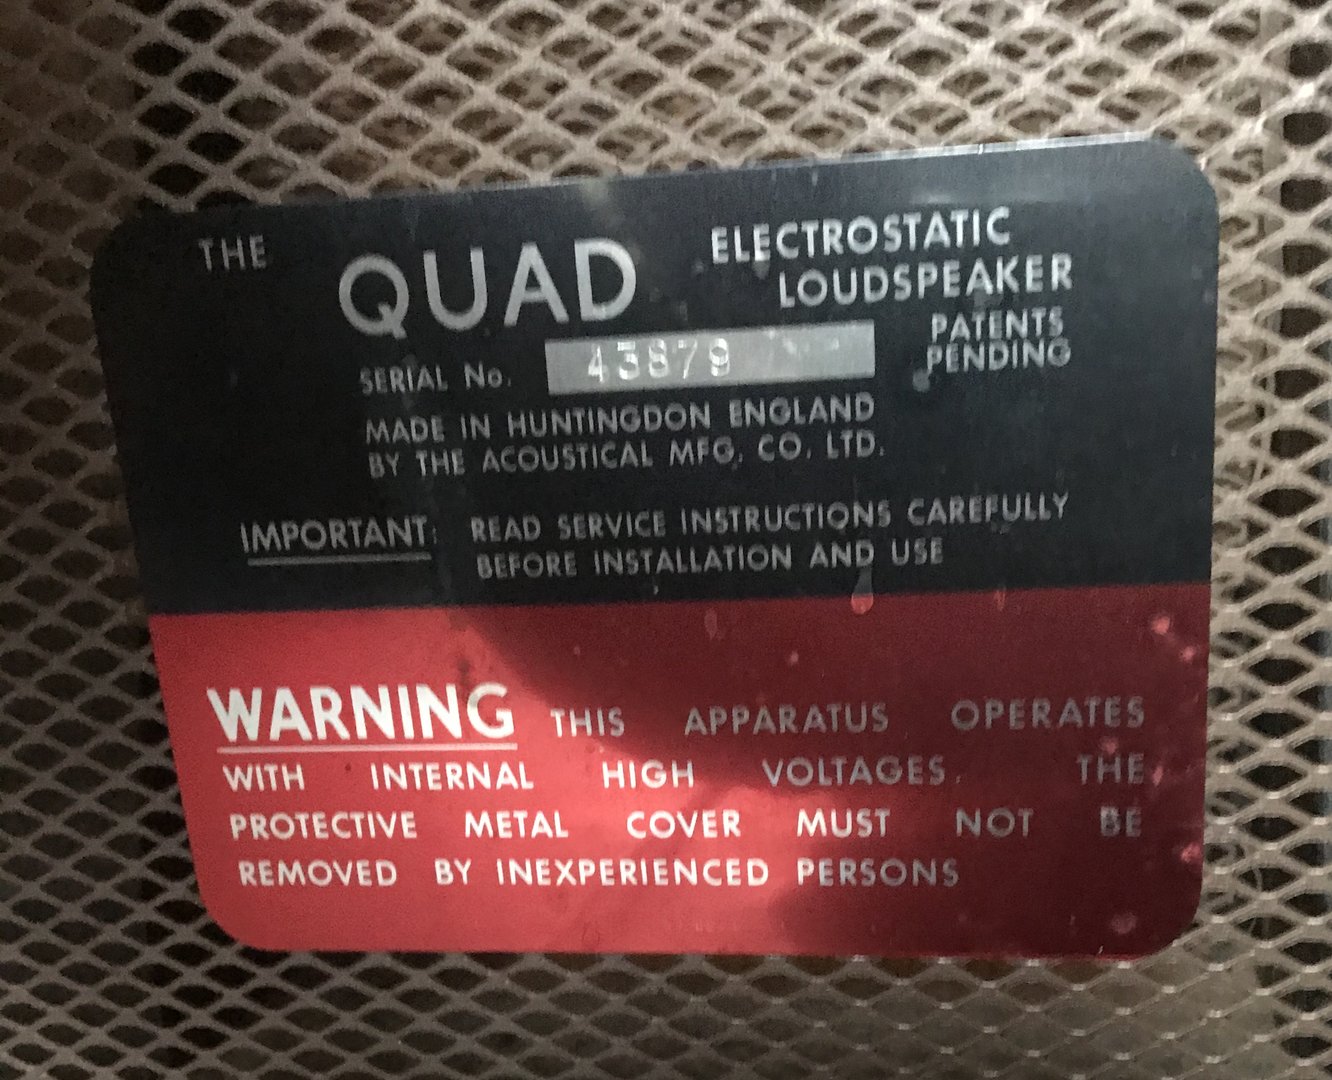 THE QUAD ELECTROSTATIC
LOUDSPEAKER
PATENTS
PENDING
SERIAL No. 43879
MADE IN HUNTINGDON ENGLAND
BY THE ACOUSTICAL MFG. CO. LTD.
IMPORTANT: READ SERVICE INSTRUCTIONS CAREFULLY
BEFORE INSTALLATION AND USE
WARNING THIS APPARATUS OPERATES
WITH INTERNAL HIGH VOLTAGES. THE
PROTECTIVE METAL COVER MUST NOT BE
REMOVED BY INEXPERIENCED PERSONS